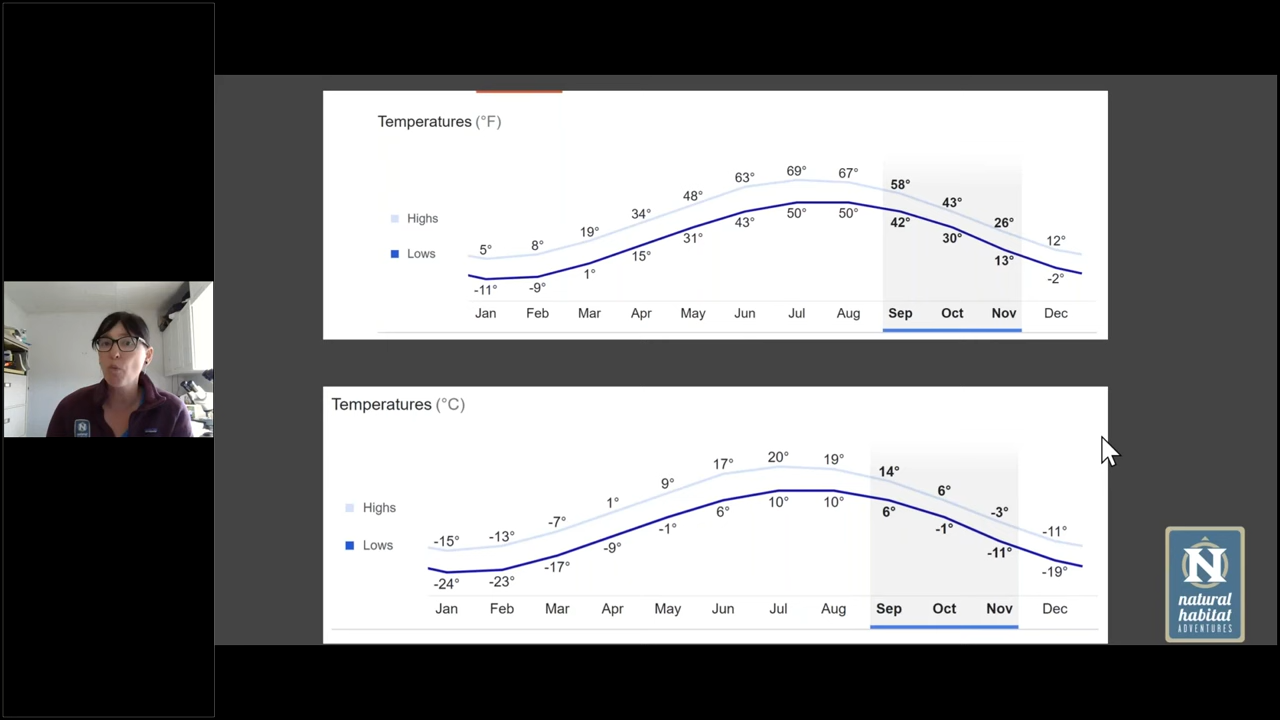 Temperatures (°F)
63° 69° 67° 58°
48° 43°
34° 26°
Highs 19° 12°
5° 8°
Lows
50° 50° 42°
43° 30°
31° 13°
15° -2°
1°
-11° -9°
Jan Feb Mar Apr May Jun Jul Aug Sep Oct Nov Dec
Temperatures (°C)
17° 20° 19° 14°
9° 6°
1° -3°
Highs -7° -11°
-15° -13°
Lows
10° 10° 6°
6° -1°
-1° -11°
-9° -19°
-17°
-24° -23°
Jan Feb Mar Apr May Jun Jul Aug Sep Oct Nov Dec
N
natural
habitat
ADVENTURES
N